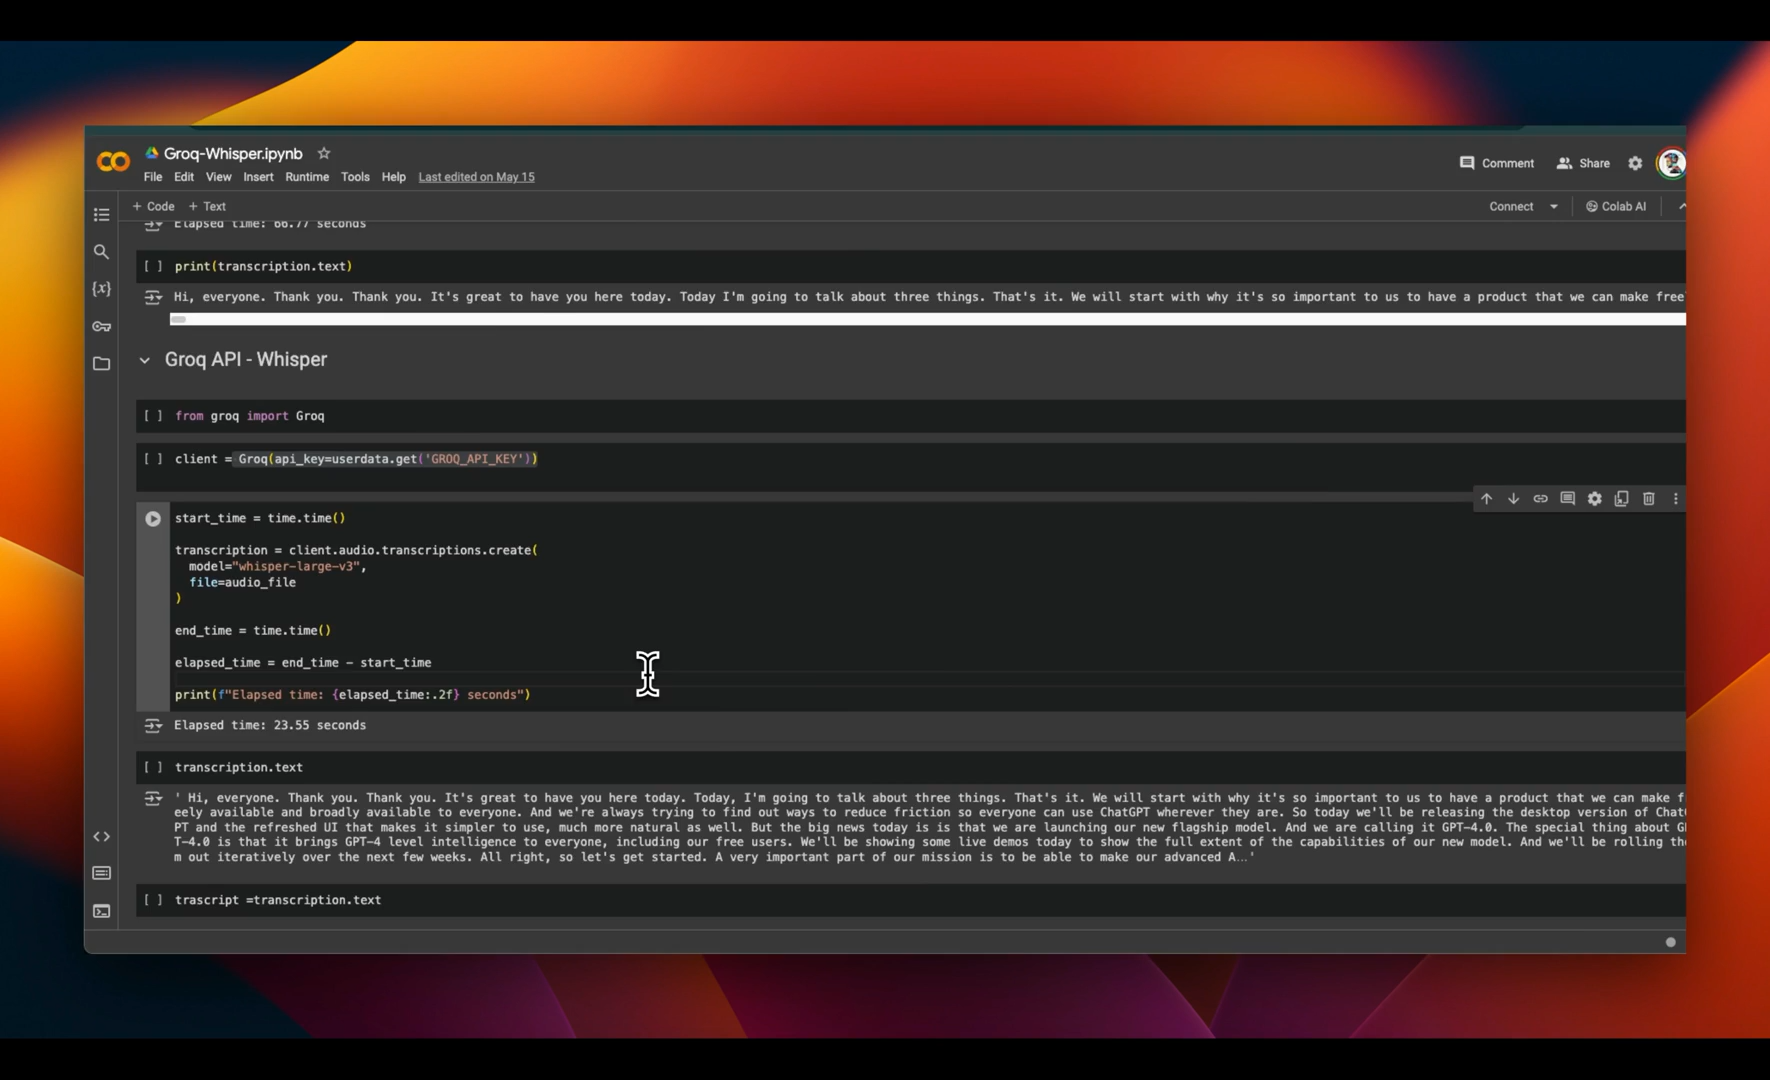 Groq-Whisper.ipynb
Comment
Share
File Edit View Insert Runtime Tools Help Last edited on May 15
+ Code + Text
Connect
Colab AI
Elapsed time: 66.77 seconds
[ ] print(transcription.text)
Hi, everyone. Thank you. Thank you. It's great to have you here today. Today I'm going to talk about three things. That's it. We will start with why it's so important to us to have a product that we can make free
Groq API - Whisper
[ ] from groq import Groq
[ ] client = Groq(api_key=userdata.get('GROQ_API_KEY'))
start_time = time.time()
transcription = client.audio.transcriptions.create(
model="whisper-large-v3",
file=audio_file
)
end_time = time.time()
elapsed_time = end_time - start_time
print(f"Elapsed time: {elapsed_time:.2f} seconds")
Elapsed time: 23.55 seconds
[ ] transcription.text
' Hi, everyone. Thank you. Thank you. It's great to have you here today. Today, I'm going to talk about three things. That's it. We will start with why it's so important to us to have a product that we can make f
eely available and broadly available to everyone. And we're always trying to find out ways to reduce friction so everyone can use ChatGPT wherever they are. So today we'll be releasing the desktop version of Chat
PT and the refreshed UI that makes it simpler to use, much more natural as well. But the big news today is is that we are launching our new flagship model. And we are calling it GPT-4.0. The special thing about G
T-4.0 is that it brings GPT-4 level intelligence to everyone, including our free users. We'll be showing some live demos today to show the full extent of the capabilities of our new model. And we'll be rolling the
m out iteratively over the next few weeks. All right, so let's get started. A very important part of our mission is to be able to make our advanced A...'
[ ] trascript =transcription.text